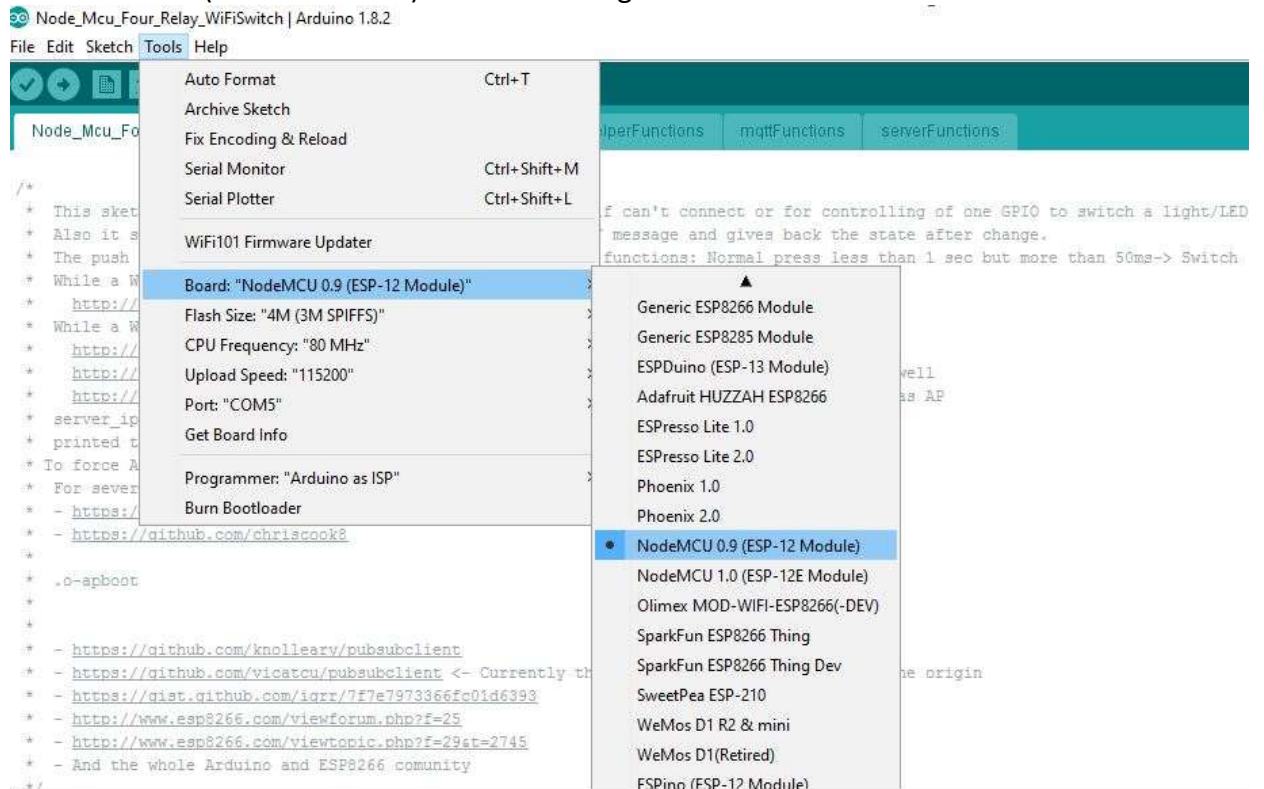 Node_Mcu_Four_Relay_WiFiSwitch | Arduino 1.8.2
File Edit Sketch Tools Help
Node_Mcu_Fo
lperFunctions
mqttFunctions
serverFunctions
Auto Format Ctrl+T
Archive Sketch
Fix Encoding & Reload
Serial Monitor Ctrl+Shift+M
Serial Plotter Ctrl+Shift+L
WiFi101 Firmware Updater
Board: "NodeMCU 0.9 (ESP-12 Module)"
Flash Size: "4M (3M SPIFFS)"
CPU Frequency: "80 MHz"
Upload Speed: "115200"
Port: "COM5"
Get Board Info
Programmer: "Arduino as ISP"
Burn Bootloader
Generic ESP8266 Module
Generic ESP8285 Module
ESPDuino (ESP-13 Module)
Adafruit HUZZAH ESP8266
ESPresso Lite 1.0
ESPresso Lite 2.0
Phoenix 1.0
Phoenix 2.0
NodeMCU 0.9 (ESP-12 Module)
NodeMCU 1.0 (ESP-12E Module)
Olimex MOD-WIFI-ESP8266(-DEV)
SparkFun ESP8266 Thing
SparkFun ESP8266 Thing Dev
SweetPea ESP-210
WeMos D1 R2 & mini
WeMos D1(Retired)
ESPino (ESP-12 Module)
/*
* This sket f can't connect or for controlling of one GPIO to switch a light/LED
* Also it s message and gives back the state after change.
* The push functions: Normal press less than 1 sec but more than 50ms-> Switch
* While a W
* http://
* While a W
* http://
* http:// well
* http:// as AP
* server_ip
* printed t
* To force A
* For sever
* - https:/
* - https://github.com/chriscook8
*
* .o-apboot
*
*
* - https://github.com/knolleary/pubsubclient
* - https://github.com/vicatcu/pubsubclient <- Currently th he origin
* - https://gist.github.com/igrr/7f7e7973366fc01d6393
* - http://www.esp8266.com/viewforum.php?f=25
* - http://www.esp8266.com/viewtopic.php?f=29&t=2745
* - And the whole Arduino and ESP8266 comunity
*/